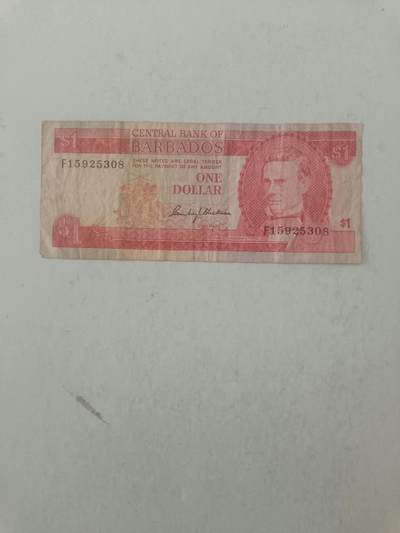 $1
CENTRAL BANK OF
BARBADOS
$1
F15925308
THESE NOTES ARE LEGAL TENDER
FOR THE PAYMENT OF ANY AMOUNT
ONE
DOLLAR
$1
F15925308
$1